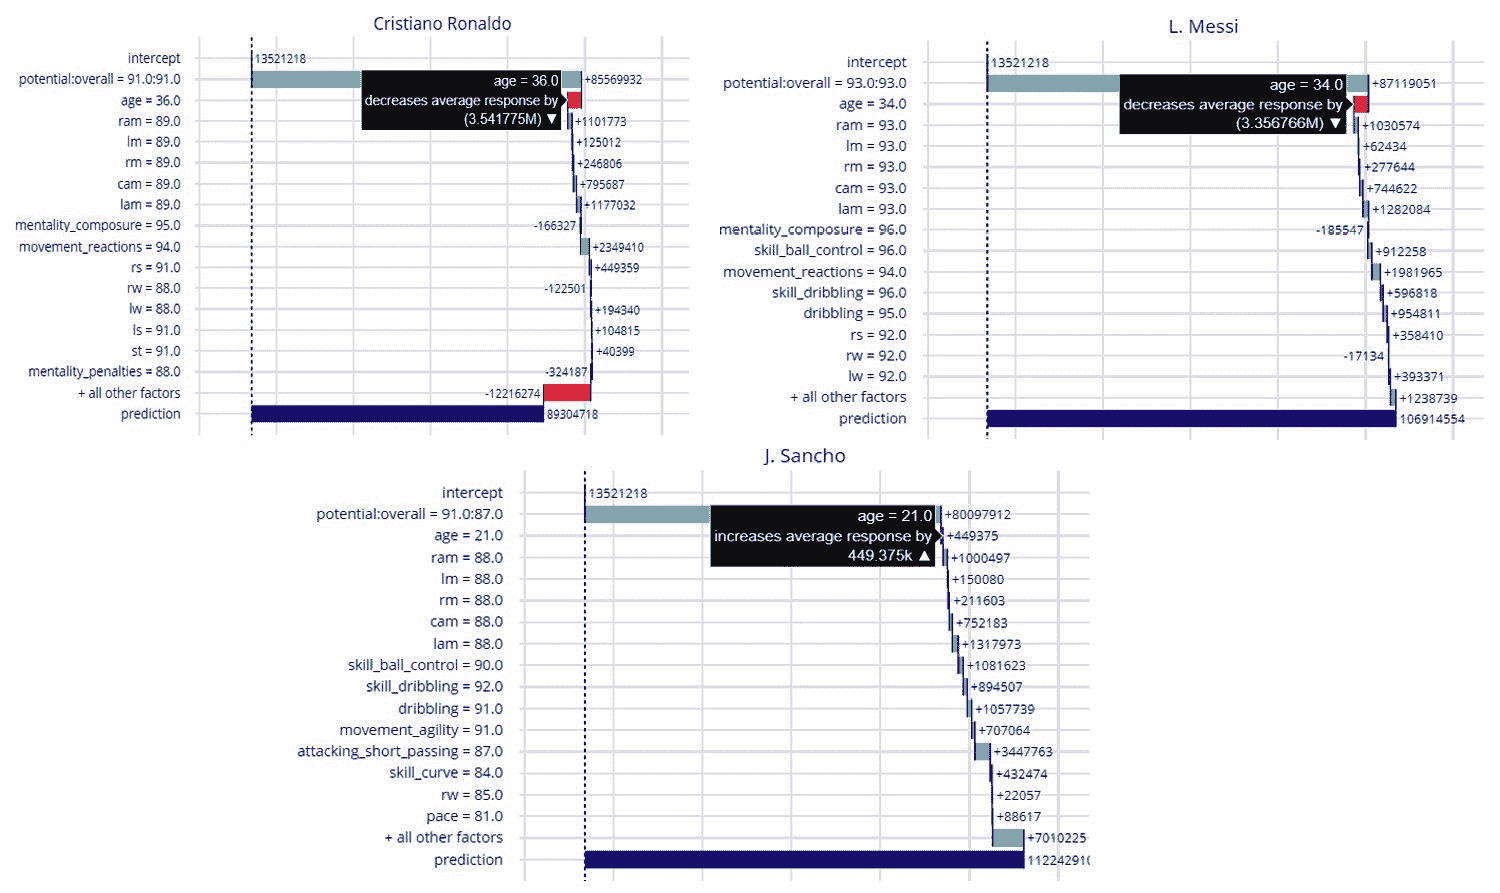 Cristiano Ronaldo
intercept 13521218
potential:overall = 91.0:91.0 +85569932
age = 36.0
age = 36.0
decreases average response by
(3.541775M) ▼
ram = 89.0 +1101773
lm = 89.0 +125012
rm = 89.0 +246806
cam = 89.0 +795687
lam = 89.0 +1177032
mentality_composure = 95.0 -166327
movement_reactions = 94.0 +2349410
rs = 91.0 +449359
rw = 88.0 -122501
lw = 88.0 +194340
ls = 91.0 +104815
st = 91.0 +40399
mentality_penalties = 88.0 -324187
+ all other factors -12216274
prediction 89304718
L. Messi
intercept 13521218
potential:overall = 93.0:93.0 +87119051
age = 34.0
age = 34.0
decreases average response by
(3.356766M) ▼
ram = 93.0 +1030574
lm = 93.0 +62434
rm = 93.0 +277644
cam = 93.0 +744622
lam = 93.0 +1282084
mentality_composure = 96.0 -185547
skill_ball_control = 96.0 +912258
movement_reactions = 94.0 +1981965
skill_dribbling = 96.0 +596818
dribbling = 95.0 +954811
rs = 92.0 +358410
rw = 92.0 -17134
lw = 92.0 +393371
+ all other factors +1238739
prediction 106914554
J. Sancho
intercept 13521218
potential:overall = 91.0:87.0 +80097912
age = 21.0 +449375
age = 21.0
increases average response by
449.375k ▲
ram = 88.0 +1000497
lm = 88.0 +150080
rm = 88.0 +211603
cam = 88.0 +752183
lam = 88.0 +1317973
skill_ball_control = 90.0 +1081623
skill_dribbling = 92.0 +894507
dribbling = 91.0 +1057739
movement_agility = 91.0 +707064
attacking_short_passing = 87.0 +3447763
skill_curve = 84.0 +432474
rw = 85.0 +22057
pace = 81.0 +88617
+ all other factors +7010225
prediction 112242910